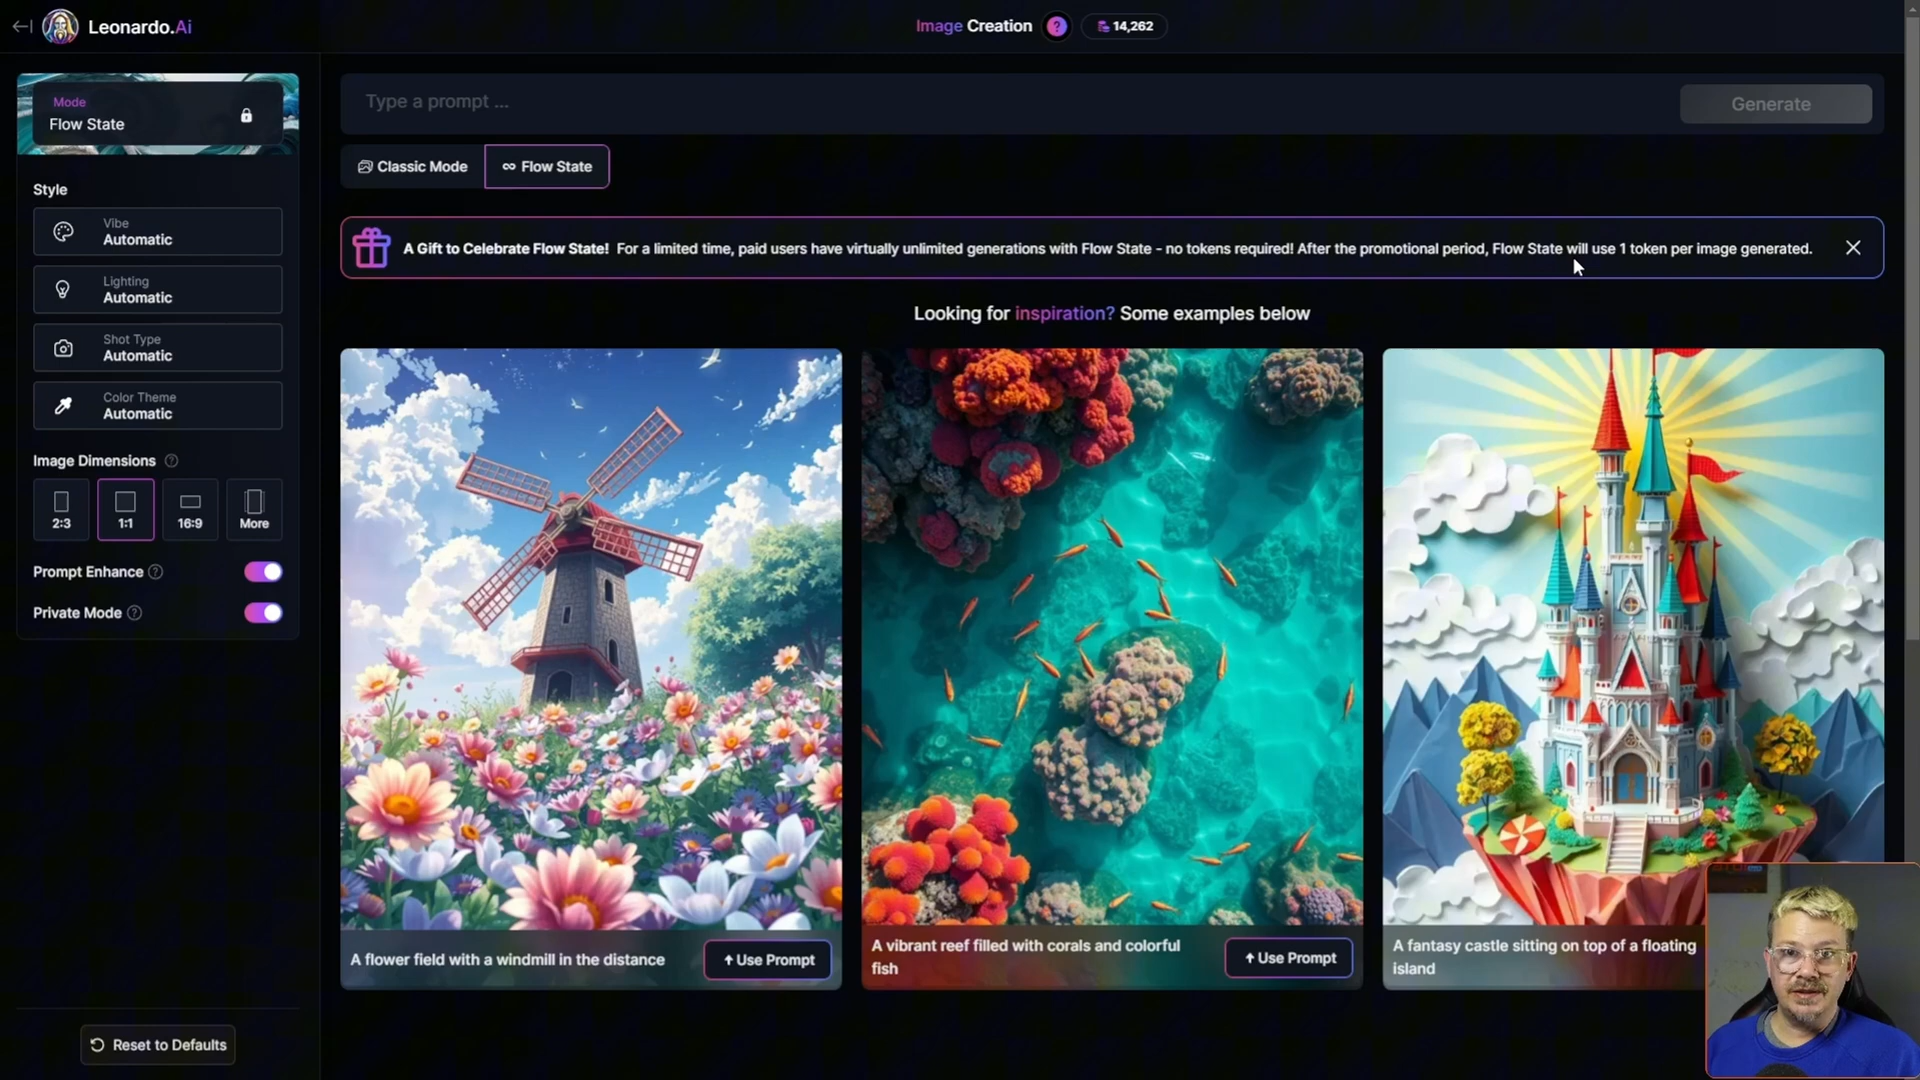 Leonardo.Ai
Image Creation
?
14,262
Mode
Flow State
Type a prompt ...
Generate
Classic Mode
Flow State
Style
Vibe
Automatic
Lighting
Automatic
Shot Type
Automatic
Color Theme
Automatic
Image Dimensions ?
2:3
1:1
16:9
More
Prompt Enhance ?
Private Mode ?
Reset to Defaults
A Gift to Celebrate Flow State! For a limited time, paid users have virtually unlimited generations with Flow State - no tokens required! After the promotional period, Flow State will use 1 token per image generated.
Looking for inspiration? Some examples below
A flower field with a windmill in the distance
Use Prompt
A vibrant reef filled with corals and colorful
fish
Use Prompt
A fantasy castle sitting on top of a floating
island